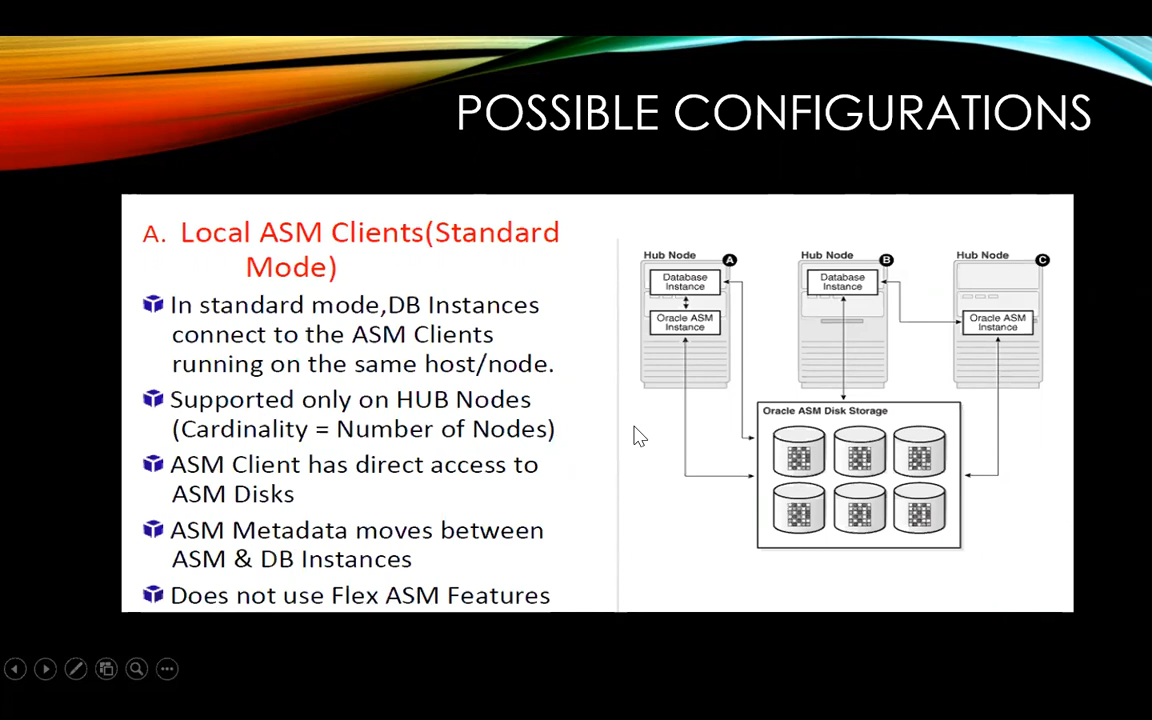 POSSIBLE CONFIGURATIONS
A. Local ASM Clients(Standard
Mode)
In standard mode,DB Instances
connect to the ASM Clients
running on the same host/node.
Supported only on HUB Nodes
(Cardinality = Number of Nodes)
ASM Client has direct access to
ASM Disks
ASM Metadata moves between
ASM & DB Instances
Does not use Flex ASM Features
Hub Node A
Database
Instance
Oracle ASM
Instance
Hub Node B
Database
Instance
Hub Node C
Oracle ASM
Instance
Oracle ASM Disk Storage